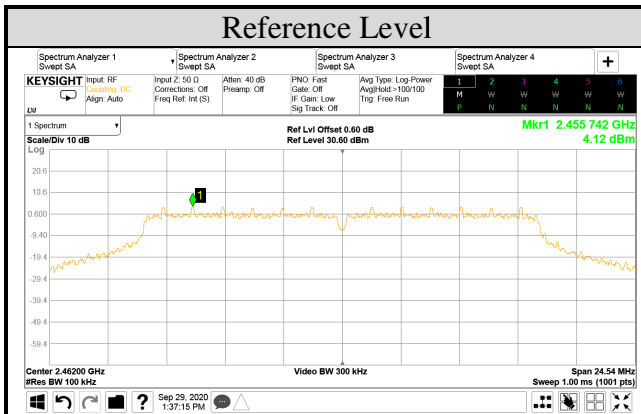 Reference Level
Spectrum Analyzer 1
Swept SA
Spectrum Analyzer 2
Swept SA
Spectrum Analyzer 3
Swept SA
Spectrum Analyzer 4
Swept SA
+
KEYSIGHT
LXI
Input: RF
Coupling: DC
Align: Auto
Input Z: 50 Ω
Corrections: Off
Freq Ref: Int (S)
Atten: 40 dB
Preamp: Off
PNO: Fast
Gate: Off
IF Gain: Low
Sig Track: Off
Avg Type: Log-Power
Avg|Hold:>100/100
Trig: Free Run
1 2 3 4 5 6
M W W W W W
P N N N N N
1 Spectrum
Scale/Div 10 dB
Ref Lvl Offset 0.60 dB
Ref Level 30.60 dBm
Mkr1 2.455 742 GHz
4.12 dBm
Log
20.6
10.6
0.600
-9.40
-19.4
-29.4
-39.4
-49.4
-59.4
1
Center 2.46200 GHz
#Res BW 100 kHz
Video BW 300 kHz
Span 24.54 MHz
Sweep 1.00 ms (1001 pts)
?
Sep 29, 2020
1:37:15 PM